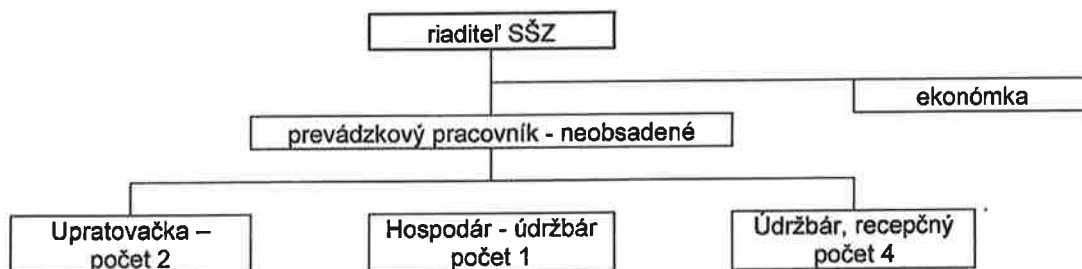 riaditeľ SŠZ
ekonómka
prevádzkový pracovník - neobsadené
Upratovačka –
počet 2
Hospodár - údržbár
počet 1
Údržbár, recepčný
počet 4